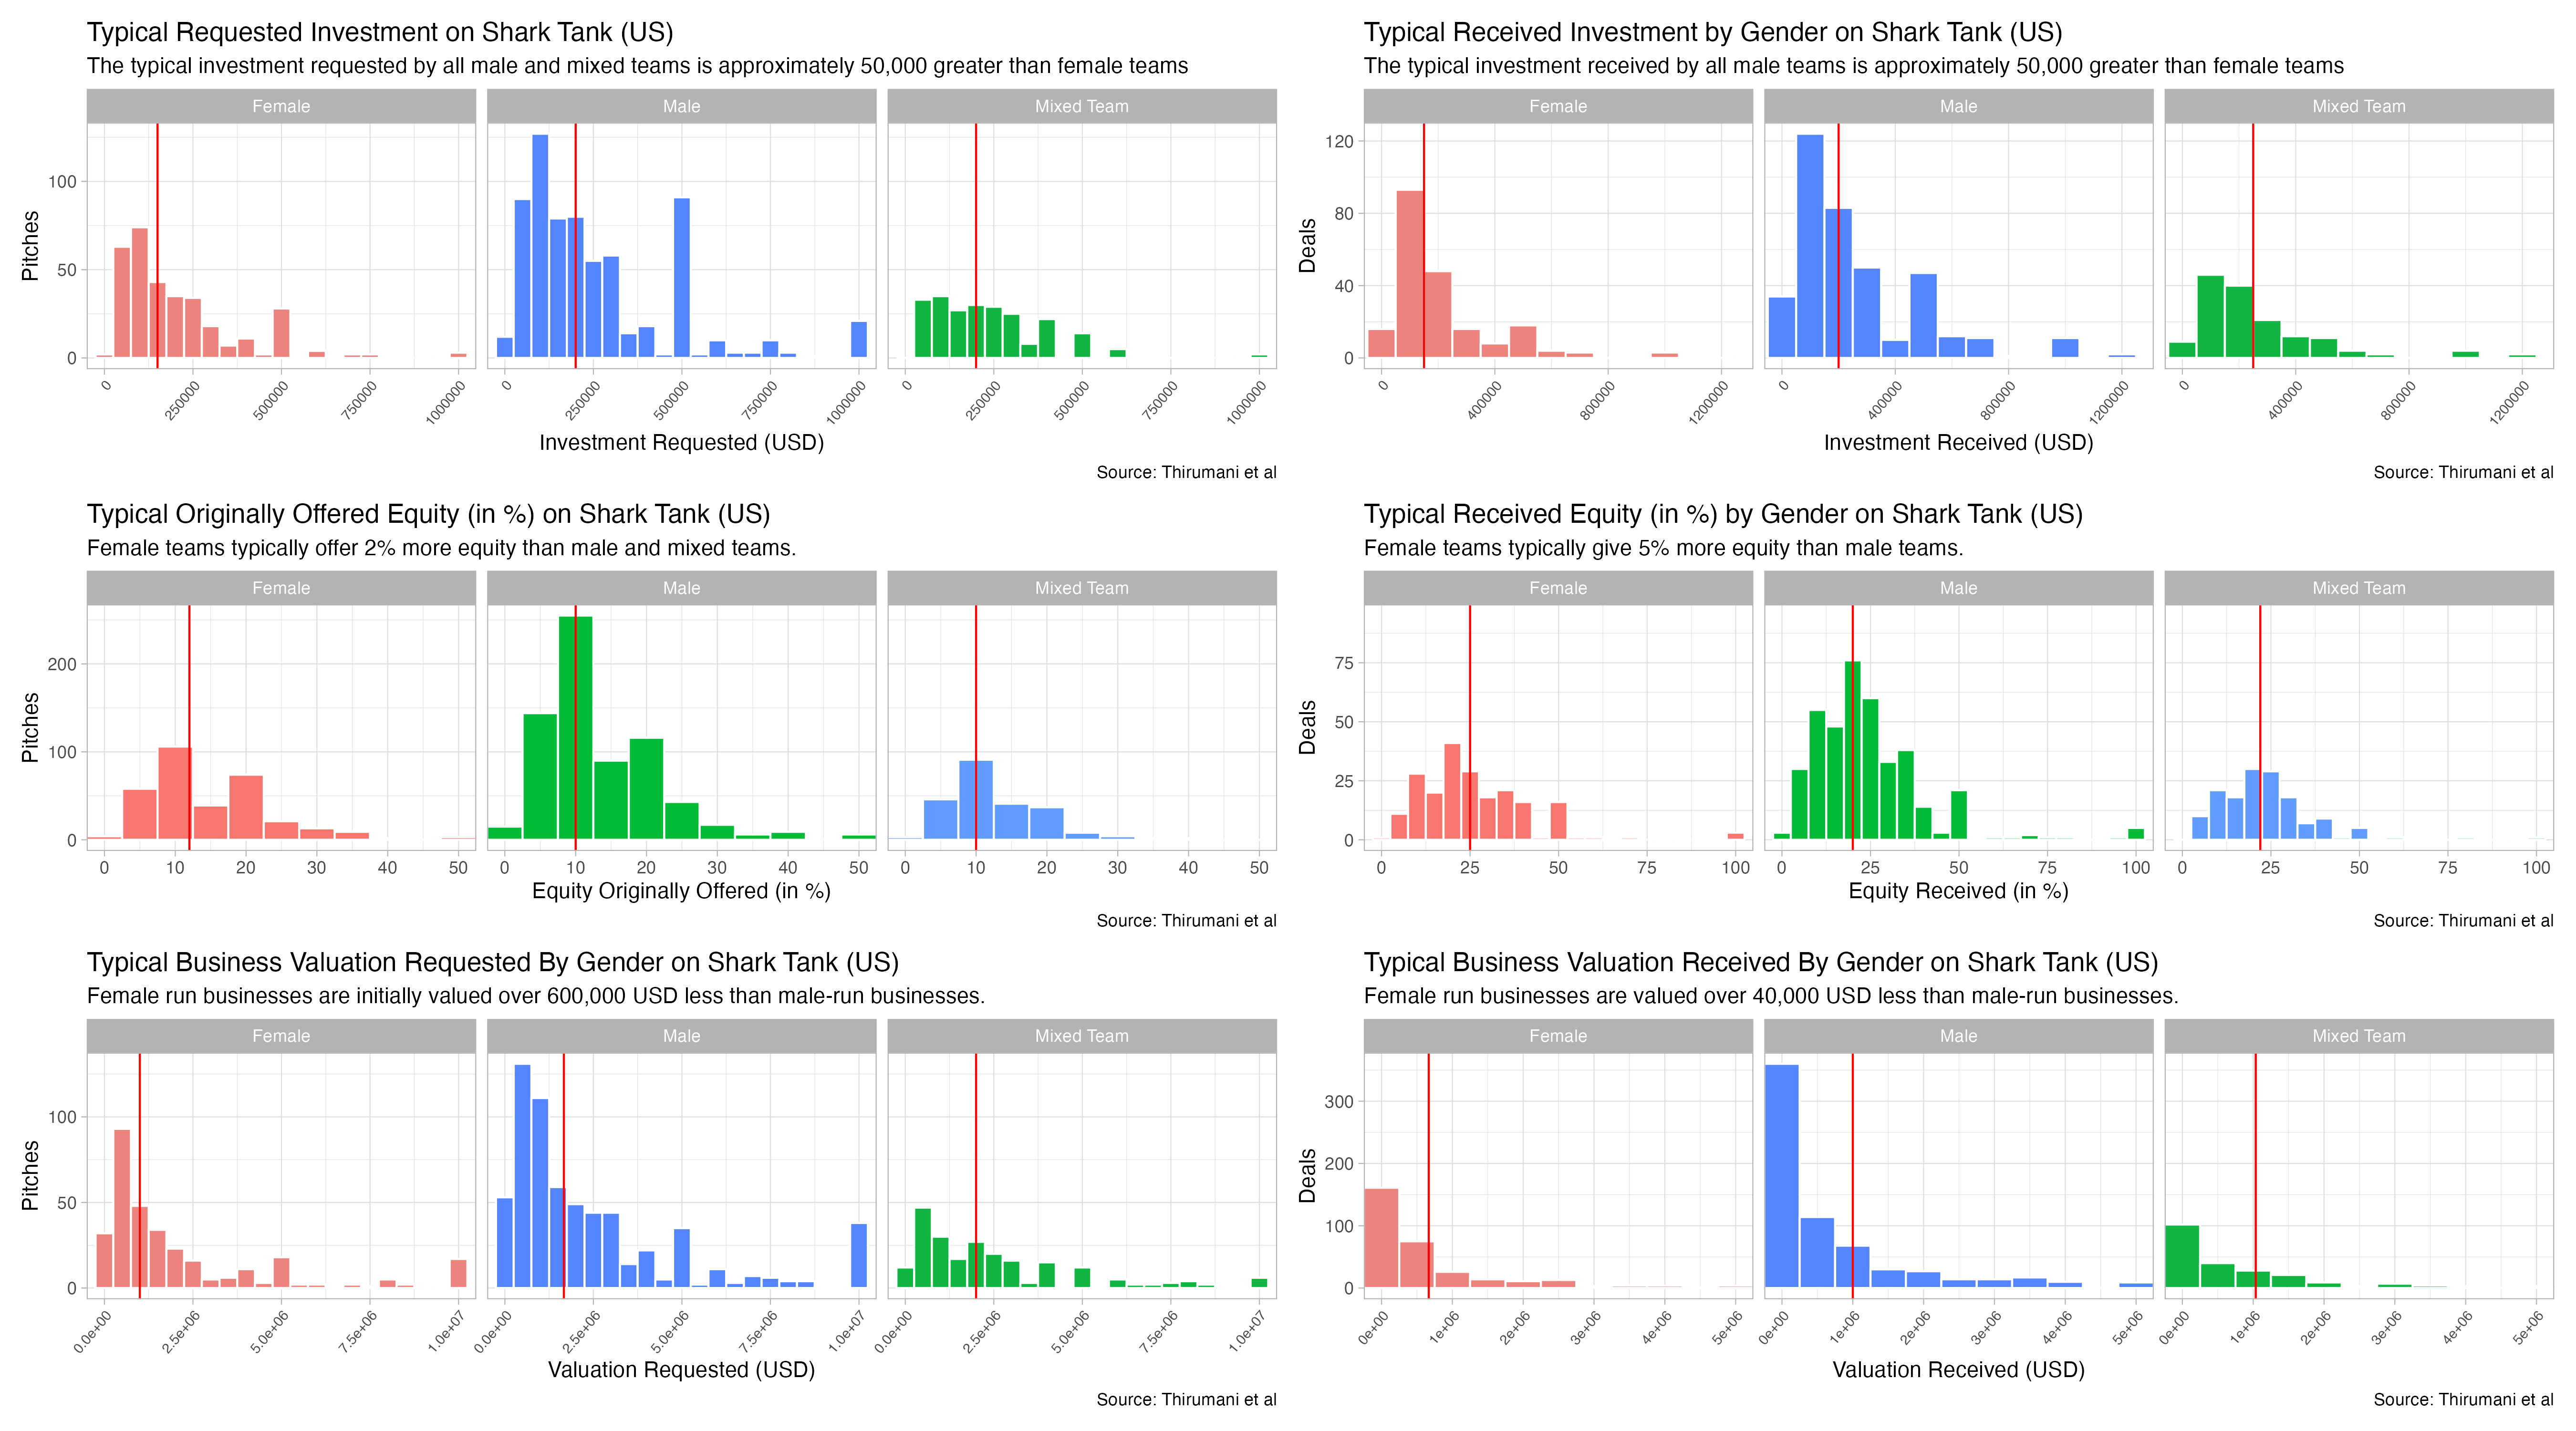 Typical Requested Investment on Shark Tank (US)
The typical investment requested by all male and mixed teams is approximately 50,000 greater than female teams
Female Male Mixed Team
Pitches
100
50
0
0 250000 500000 750000 1000000 0 250000 500000 750000 1000000 0 250000 500000 750000 1000000
Investment Requested (USD)
Source: Thirumani et al
Typical Received Investment by Gender on Shark Tank (US)
The typical investment received by all male teams is approximately 50,000 greater than female teams
Female Male Mixed Team
Deals
120
80
40
0
0 400000 800000 1200000 0 400000 800000 1200000 0 400000 800000 1200000
Investment Received (USD)
Source: Thirumani et al
Typical Originally Offered Equity (in %) on Shark Tank (US)
Female teams typically offer 2% more equity than male and mixed teams.
Female Male Mixed Team
Pitches
200
100
0
0 10 20 30 40 50 0 10 20 30 40 50 0 10 20 30 40 50
Equity Originally Offered (in %)
Source: Thirumani et al
Typical Received Equity (in %) by Gender on Shark Tank (US)
Female teams typically give 5% more equity than male teams.
Female Male Mixed Team
Deals
75
50
25
0
0 25 50 75 100 0 25 50 75 100 0 25 50 75 100
Equity Received (in %)
Source: Thirumani et al
Typical Business Valuation Requested By Gender on Shark Tank (US)
Female run businesses are initially valued over 600,000 USD less than male-run businesses.
Female Male Mixed Team
Pitches
100
50
0
0.0e+00 2.5e+06 5.0e+06 7.5e+06 1.0e+07 0.0e+00 2.5e+06 5.0e+06 7.5e+06 1.0e+07 0.0e+00 2.5e+06 5.0e+06 7.5e+06 1.0e+07
Valuation Requested (USD)
Source: Thirumani et al
Typical Business Valuation Received By Gender on Shark Tank (US)
Female run businesses are valued over 40,000 USD less than male-run businesses.
Female Male Mixed Team
Deals
300
200
100
0
0e+00 1e+06 2e+06 3e+06 4e+06 5e+06 0e+00 1e+06 2e+06 3e+06 4e+06 5e+06 0e+00 1e+06 2e+06 3e+06 4e+06 5e+06
Valuation Received (USD)
Source: Thirumani et al